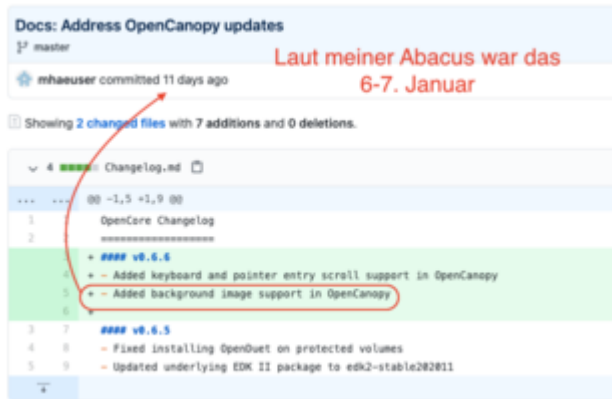 Docs: Address OpenCanopy updates
master
Laut meiner Abacus war das
6-7. Januar
mhaeuser committed 11 days ago
Showing 2 changed files with 7 additions and 0 deletions.
4 Changelog.md
... ... @@ -1,5 +1,9 @@
1 1 OpenCore Changelog
2 2 ==================
3 + #### v0.6.6
4 + - Added keyboard and pointer entry scroll support in OpenCanopy
5 + - Added background image support in OpenCanopy
6 +
3 7 #### v0.6.5
4 8 - Fixed installing OpenDuet on protected volumes
5 9 - Updated underlying EDK II package to edk2-stable202011